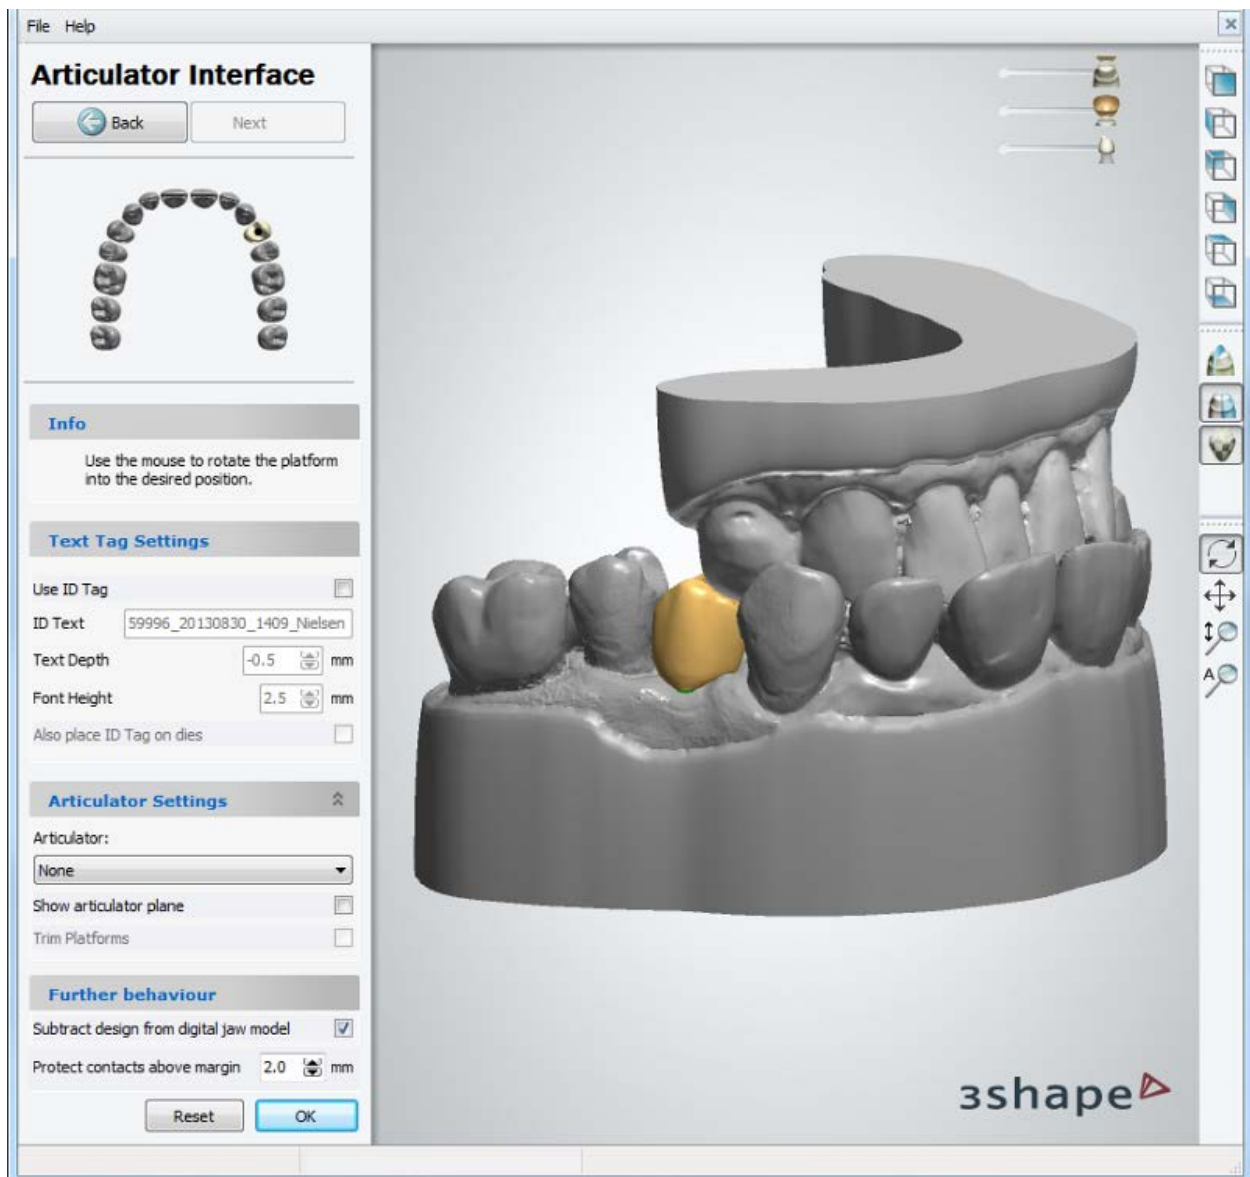 File Help
Articulator Interface
Back Next
Info
Use the mouse to rotate the platform
into the desired position.
Text Tag Settings
Use ID Tag
ID Text 59996_20130830_1409_Nielsen
Text Depth -0.5 mm
Font Height 2.5 mm
Also place ID Tag on dies
Articulator Settings
Articulator:
None
Show articulator plane
Trim Platforms
Further behaviour
Subtract design from digital jaw model
Protect contacts above margin 2.0 mm
Reset OK
3shape
A